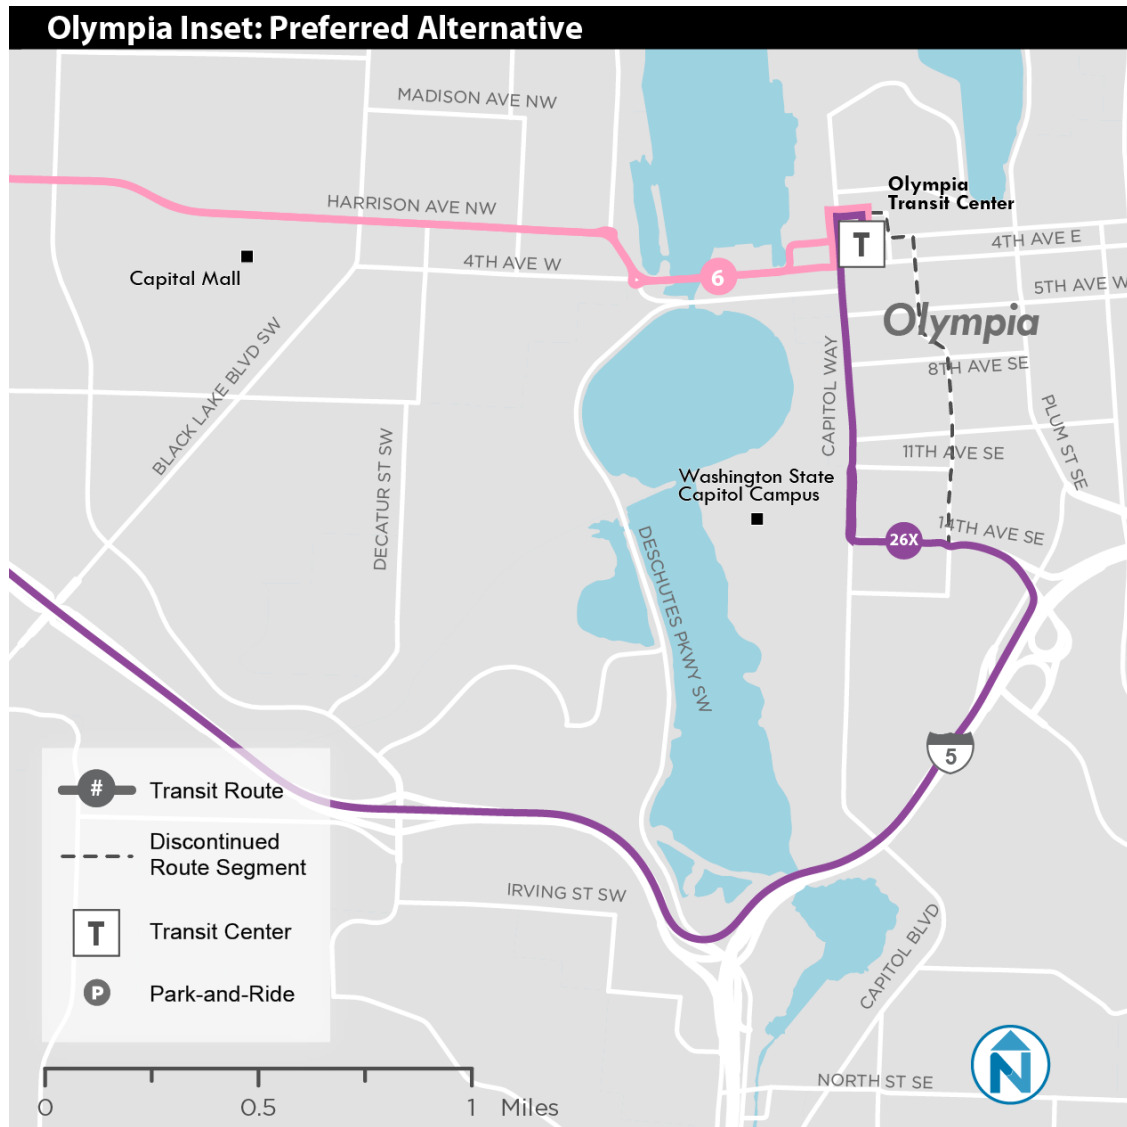 Olympia Inset: Preferred Alternative
MADISON AVE NW
HARRISON AVE NW
Olympia
Transit Center
T
4TH AVE E
4TH AVE W
Capital Mall
6
5TH AVE W
Olympia
BLACK LAKE BLVD SW
CAPITOL WAY
8TH AVE SE
PLUM ST SE
DECATUR ST SW
11TH AVE SE
Washington State
Capitol Campus
14TH AVE SE
26X
DESCHUTES PKWY SW
5
#
Transit Route
Discontinued
Route Segment
T
Transit Center
P
Park-and-Ride
IRVING ST SW
CAPITOL BLVD
NORTH ST SE
N
0
0.5
1 Miles